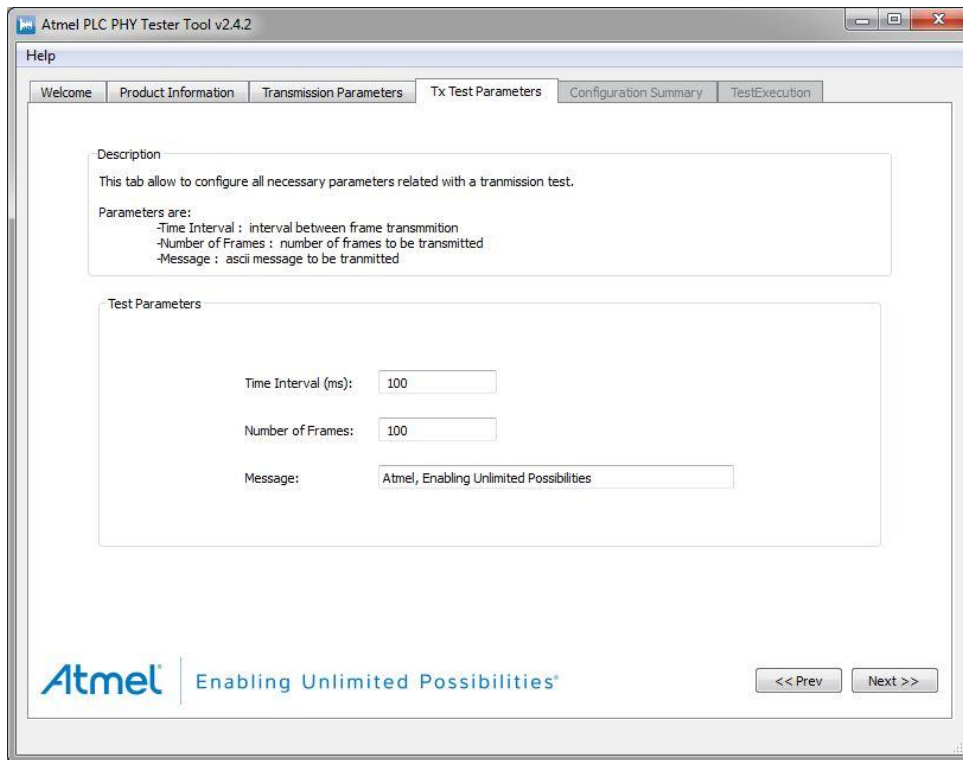 Atmel PLC PHY Tester Tool v2.4.2
Help
Welcome Product Information Transmission Parameters Tx Test Parameters Configuration Summary TestExecution
Description
This tab allow to configure all necessary parameters related with a tranmission test.
Parameters are:
-Time Interval : interval between frame transmmition
-Number of Frames : number of frames to be transmitted
-Message : ascii message to be tranmitted
Test Parameters
Time Interval (ms): 100
Number of Frames: 100
Message: Atmel, Enabling Unlimited Possibilities
Atmel® Enabling Unlimited Possibilities® << Prev Next >>